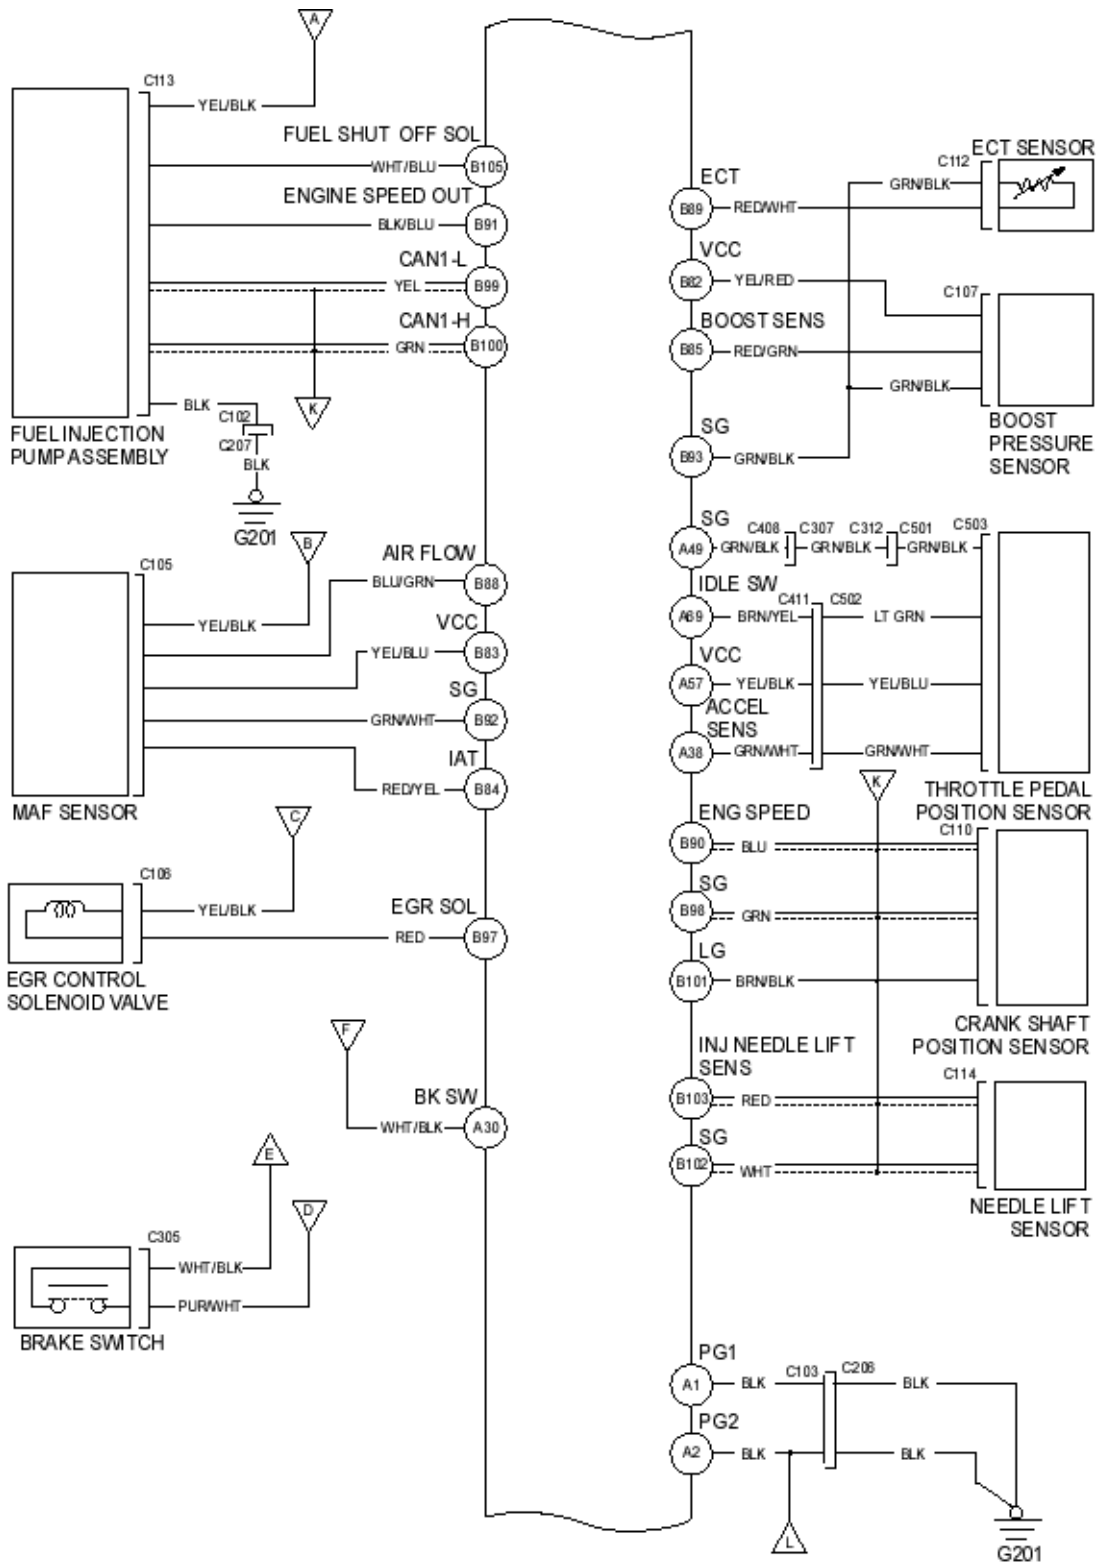 A
C113
YEL/BLK
FUEL SHUT OFF SOL
WHT/BLU
B105
ENGINE SPEED OUT
BLK/BLU
B91
CAN1-L
YEL
B99
CAN1-H
GRN
B100
BLK
C102
K
C207
BLK
G201
FUEL INJECTION
PUMP ASSEMBLY
B
C105
AIR FLOW
BLU/GRN
B88
YEL/BLK
VCC
YEL/BLU
B83
SG
GRN/WHT
B92
IAT
RED/YEL
B84
MAF SENSOR
C
C106
YEL/BLK
EGR SOL
RED
B97
EGR CONTROL
SOLENOID VALVE
F
BK SW
WHT/BLK
A30
E
D
C305
WHT/BLK
PUR/WHT
BRAKE SWITCH
ECT SENSOR
C112
GRN/BLK
ECT
B89
RED/WHT
VCC
B82
YEL/RED
C107
BOOST SENS
B85
RED/GRN
GRN/BLK
BOOST
PRESSURE
SENSOR
SG
B93
GRN/BLK
SG
C408
C307
C312
C501
C503
A49
GRN/BLK
GRN/BLK
GRN/BLK
IDLE SW
C411
C502
A69
BRN/YEL
LT GRN
VCC
A57
YEL/BLK
YEL/BLU
ACCEL
SENS
A38
GRN/WHT
GRN/WHT
K
THROTTLE PEDAL
POSITION SENSOR
ENG SPEED
C110
B90
BLU
SG
B98
GRN
LG
B101
BRN/BLK
CRANK SHAFT
POSITION SENSOR
INJ NEEDLE LIFT
SENS
C114
B103
RED
SG
B102
WHT
NEEDLE LIFT
SENSOR
PG1
C103
C206
A1
BLK
BLK
PG2
A2
BLK
BLK
L
G201